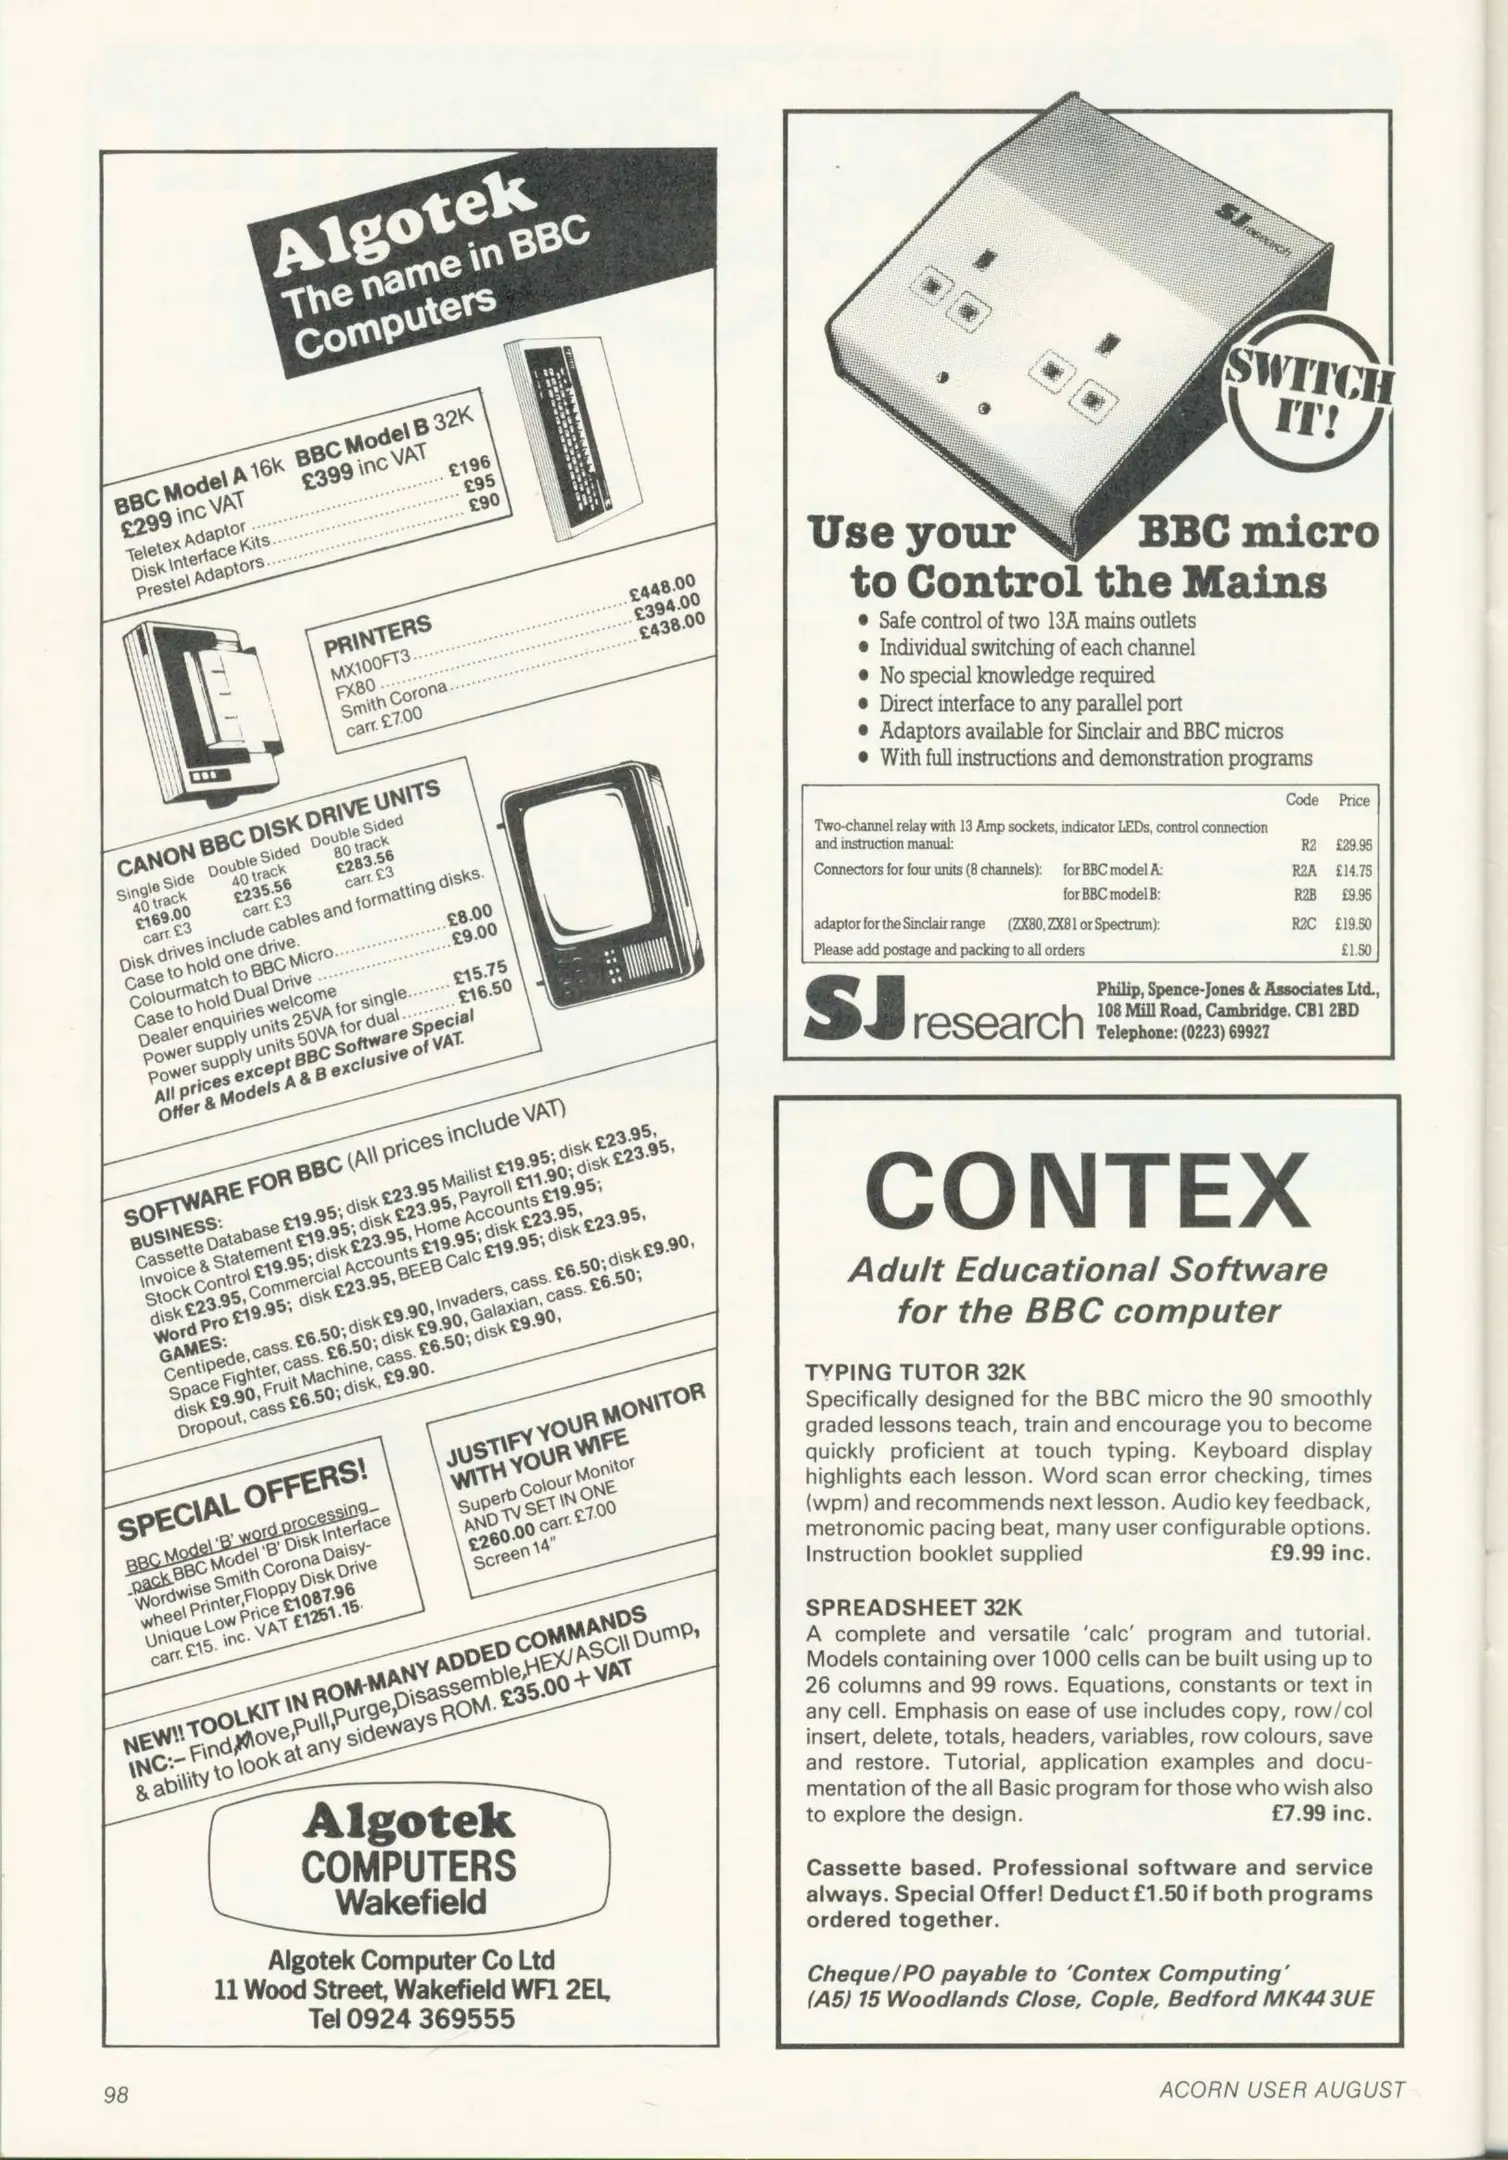 Algotek
The name in BBC
Computers
BBC Model A 16k BBC Model B 32K
£299 inc VAT £399 inc VAT
Teletex Adaptor £196
Disk Interface Kits £95
Prestel Adaptors £90
PRINTERS
MX100FT3 £448.00
FX80 £394.00
Smith Corona £438.00
carr. £7.00
CANON BBC DISK DRIVE UNITS
Single Side Double Sided Double Sided
40 track 40 track 80 track
£169.00 £235.56 £283.56
carr. £3 carr. £3 carr. £3
Disk drives include cables and formatting disks.
Case to hold one drive.
Colourmatch to BBC Micro £8.00
Case to hold Dual Drive £9.00
Dealer enquiries welcome
Power supply units 25VA for single £15.75
Power supply units 50VA for dual £16.50
All prices except BBC Software Special
Offer & Models A & B exclusive of VAT.
SOFTWARE FOR BBC (All prices include VAT)
BUSINESS:
Cassette Database £19.95; disk £23.95 Mailist £19.95; disk £23.95,
Invoice & Statement £19.95; disk £23.95, Payroll £11.90; disk £23.95,
Stock Control £19.95; disk £23.95, Home Accounts £19.95;
disk £23.95, Commercial Accounts £19.95; disk £23.95,
Word Pro £19.95; disk £23.95, BEEB Calc £19.95; disk £23.95,
GAMES:
Centipede, cass. £6.50; disk £9.90, Invaders, cass. £6.50; disk £9.90,
Space Fighter, cass. £6.50; disk £9.90, Galaxian, cass. £6.50;
disk £9.90, Fruit Machine, cass. £6.50; disk £9.90,
Dropout, cass £6.50; disk, £9.90.
SPECIAL OFFERS!
BBC Model 'B' word processing
pack BBC Model 'B' Disk Interface
Wordwise Smith Corona Daisy-
wheel Printer,Floppy Disk Drive
Unique Low Price £1087.96
carr. £15. inc. VAT £1251.15
JUSTIFY YOUR MONITOR
WITH YOUR WIFE
Superb Colour Monitor
AND TV SET IN ONE
£260.00 carr. £7.00
Screen 14"
NEW!! TOOLKIT IN ROM-MANY ADDED COMMANDS
INC:– Find,Move,Pull,Purge,Disassemble,HEX/ASCII Dump,
& ability to look at any sideways ROM. £35.00 + VAT
Algotek
COMPUTERS
Wakefield
Algotek Computer Co Ltd
11 Wood Street, Wakefield WF1 2EL
Tel 0924 369555
SJ research
SWITCH
IT!
Use your BBC micro
to Control the Mains
• Safe control of two 13A mains outlets
• Individual switching of each channel
• No special knowledge required
• Direct interface to any parallel port
• Adaptors available for Sinclair and BBC micros
• With full instructions and demonstration programs
Code Price
Two-channel relay with 13 Amp sockets, indicator LEDs, control connection
and instruction manual: R2 £29.95
Connectors for four units (8 channels): for BBC model A: R2A £14.75
for BBC model B: R2B £9.95
adaptor for the Sinclair range (ZX80, ZX81 or Spectrum): R2C £19.50
Please add postage and packing to all orders £1.50
SJ research
Philip, Spence-Jones & Associates Ltd.,
108 Mill Road, Cambridge. CB1 2BD
Telephone: (0223) 69927
CONTEX
Adult Educational Software
for the BBC computer
TYPING TUTOR 32K
Specifically designed for the BBC micro the 90 smoothly
graded lessons teach, train and encourage you to become
quickly proficient at touch typing. Keyboard display
highlights each lesson. Word scan error checking, times
(wpm) and recommends next lesson. Audio key feedback,
metronomic pacing beat, many user configurable options.
Instruction booklet supplied £9.99 inc.
SPREADSHEET 32K
A complete and versatile 'calc' program and tutorial.
Models containing over 1000 cells can be built using up to
26 columns and 99 rows. Equations, constants or text in
any cell. Emphasis on ease of use includes copy, row/col
insert, delete, totals, headers, variables, row colours, save
and restore. Tutorial, application examples and docu-
mentation of the all Basic program for those who wish also
to explore the design. £7.99 inc.
Cassette based. Professional software and service
always. Special Offer! Deduct £1.50 if both programs
ordered together.
Cheque/PO payable to 'Contex Computing'
(A5) 15 Woodlands Close, Cople, Bedford MK44 3UE
98
ACORN USER AUGUST